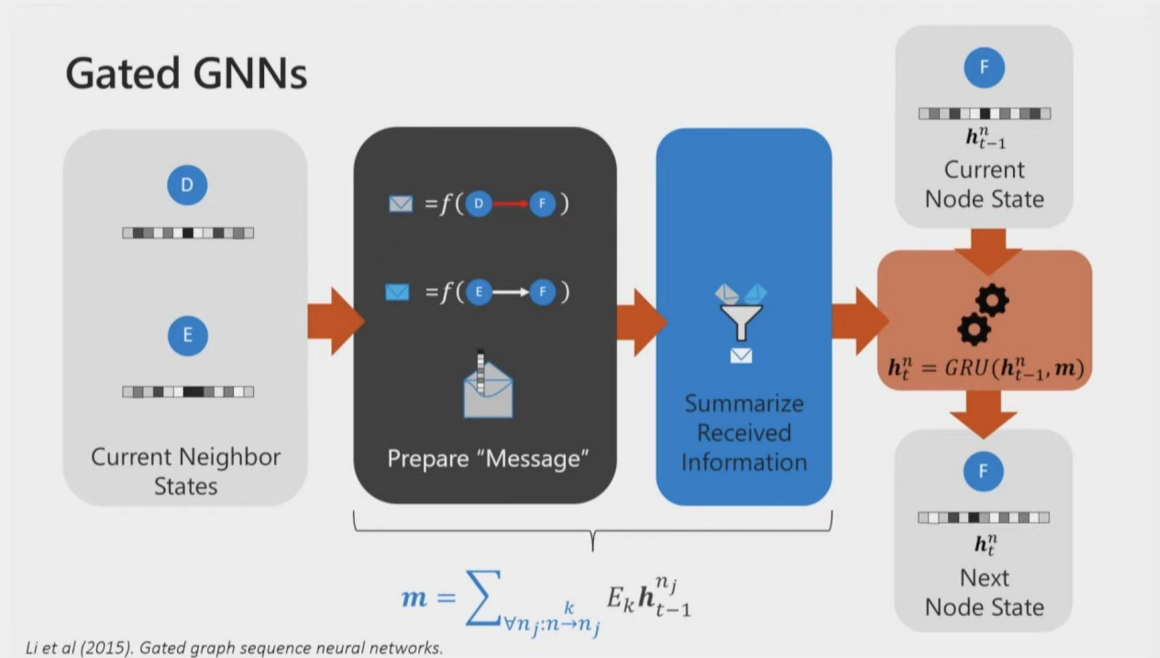 Gated GNNs
D
E
Current Neighbor
States
=f( D F )
=f( E F )
Prepare "Message"
Summarize
Received
Information
F
h^n_{t-1}
Current
Node State
h^n_t = GRU(h^n_{t-1}, m)
F
h^n_t
Next
Node State
m = ∑_{∀n_j:n→^k n_j} E_k h^{n_j}_{t-1}
Li et al (2015). Gated graph sequence neural networks.